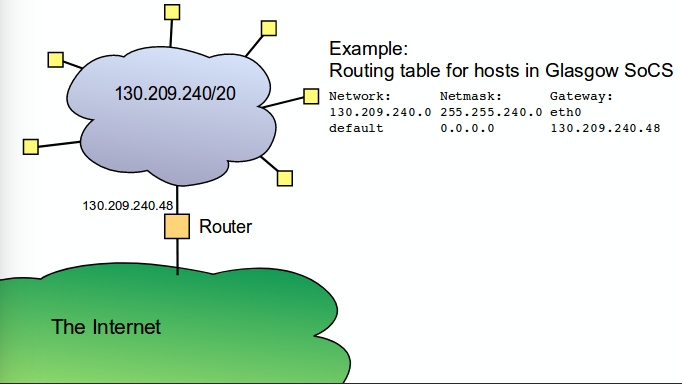 Example:
Routing table for hosts in Glasgow SoCS
Network: Netmask: Gateway:
130.209.240.0 255.255.240.0 eth0
default 0.0.0.0 130.209.240.48
130.209.240/20
130.209.240.48
Router
The Internet